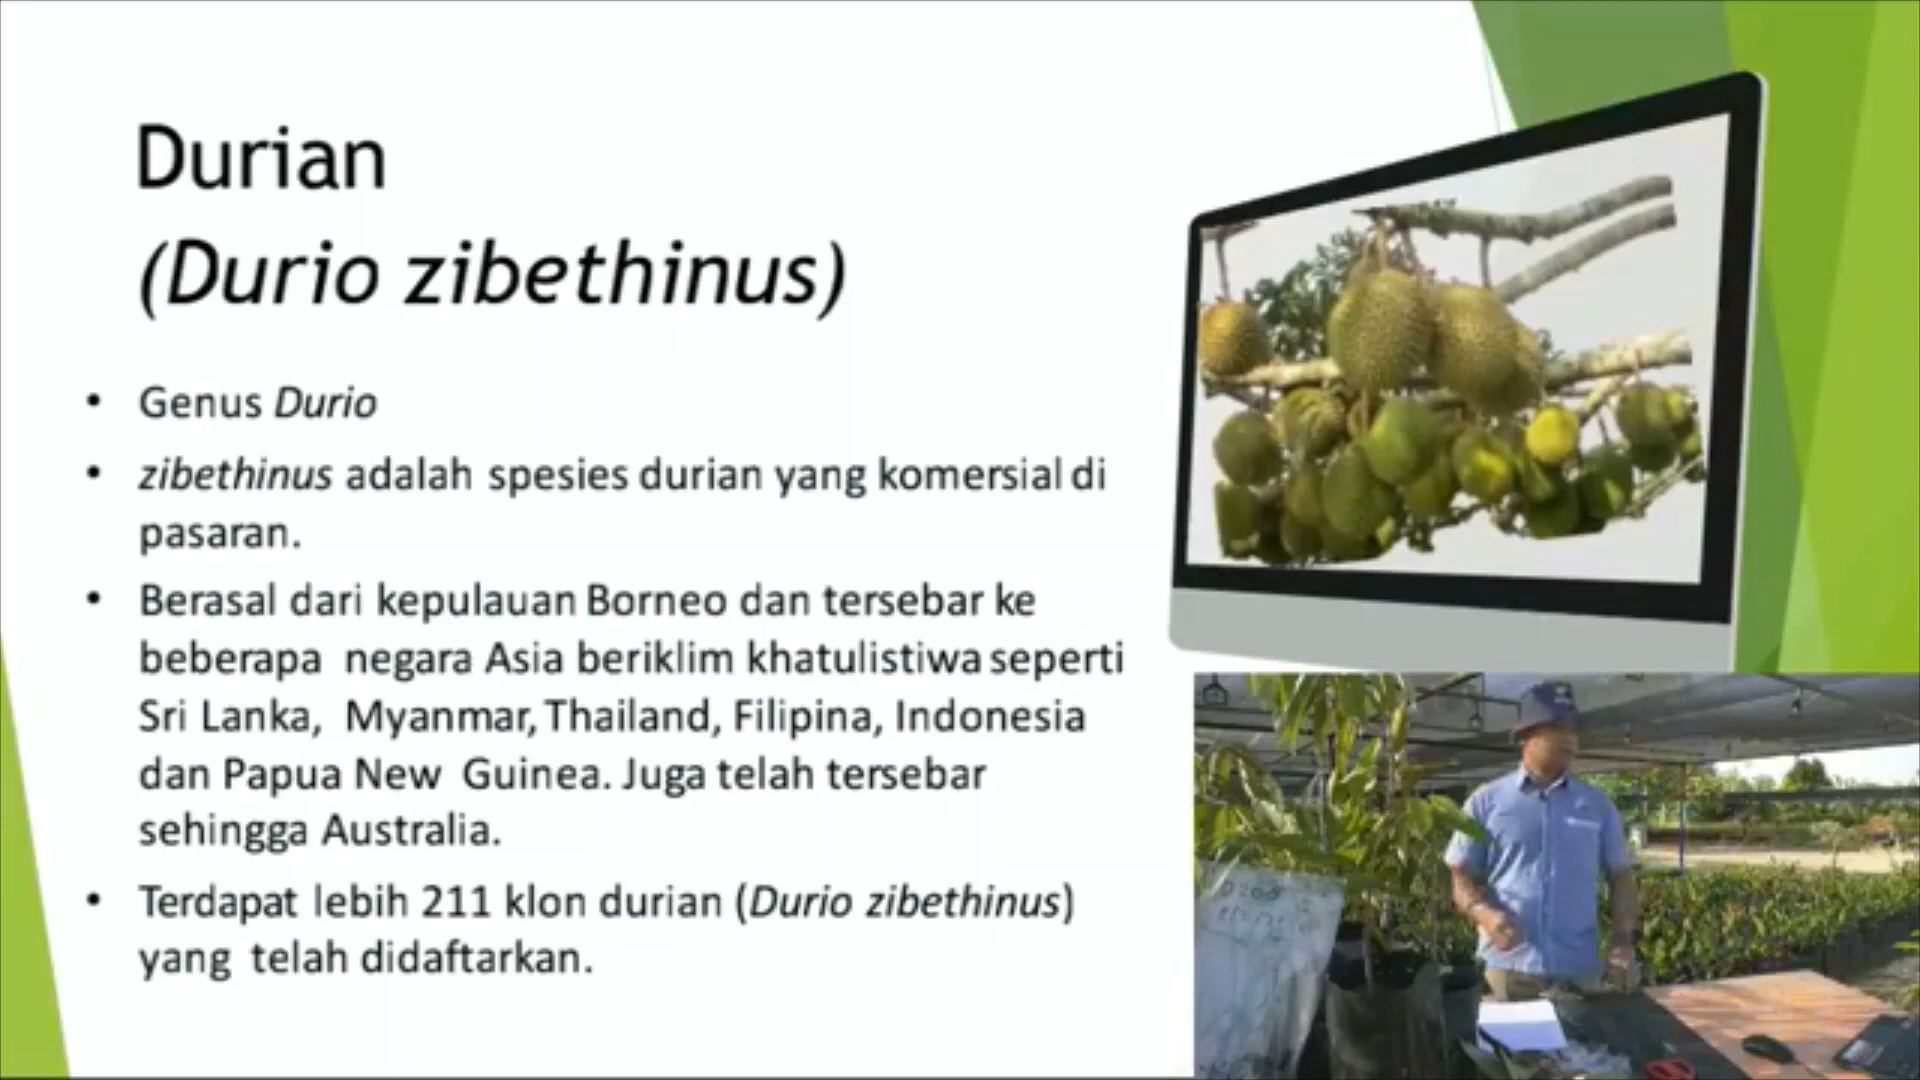 Durian
(Durio zibethinus)
• Genus Durio
• zibethinus adalah spesies durian yang komersial di
pasaran.
• Berasal dari kepulauan Borneo dan tersebar ke
beberapa negara Asia beriklim khatulistiwa seperti
Sri Lanka, Myanmar, Thailand, Filipina, Indonesia
dan Papua New Guinea. Juga telah tersebar
sehingga Australia.
• Terdapat lebih 211 klon durian (Durio zibethinus)
yang telah didaftarkan.